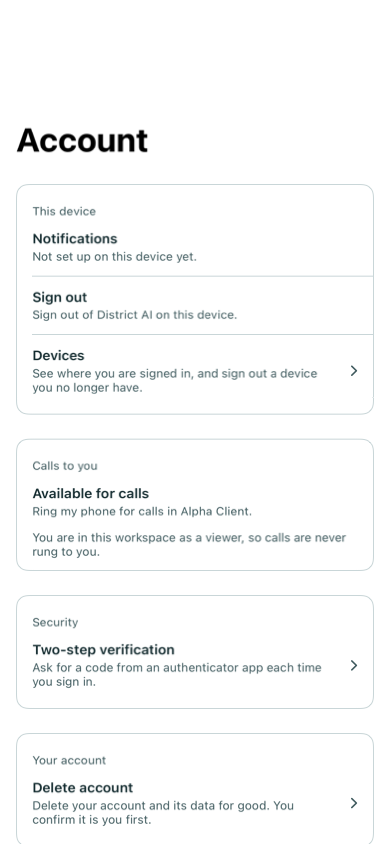 Account
This device
Notifications
Not set up on this device yet.
Sign out
Sign out of District AI on this device.
Devices
See where you are signed in, and sign out a device
you no longer have.
Calls to you
Available for calls
Ring my phone for calls in Alpha Client.
You are in this workspace as a viewer, so calls are never
rung to you.
Security
Two-step verification
Ask for a code from an authenticator app each time
you sign in.
Your account
Delete account
Delete your account and its data for good. You
confirm it is you first.